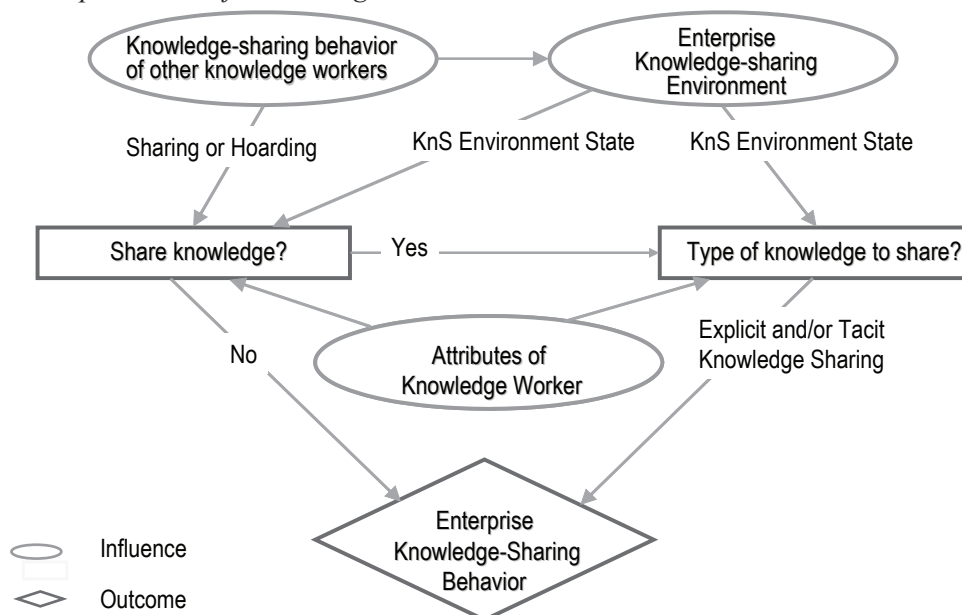 Knowledge-sharing behavior
of other knowledge workers
Enterprise
Knowledge-sharing
Environment
Sharing or Hoarding
KnS Environment State
KnS Environment State
Share knowledge?
Yes
Type of knowledge to share?
No
Attributes of
Knowledge Worker
Explicit and/or Tacit
Knowledge Sharing
Enterprise
Knowledge-Sharing
Behavior
Influence
Outcome